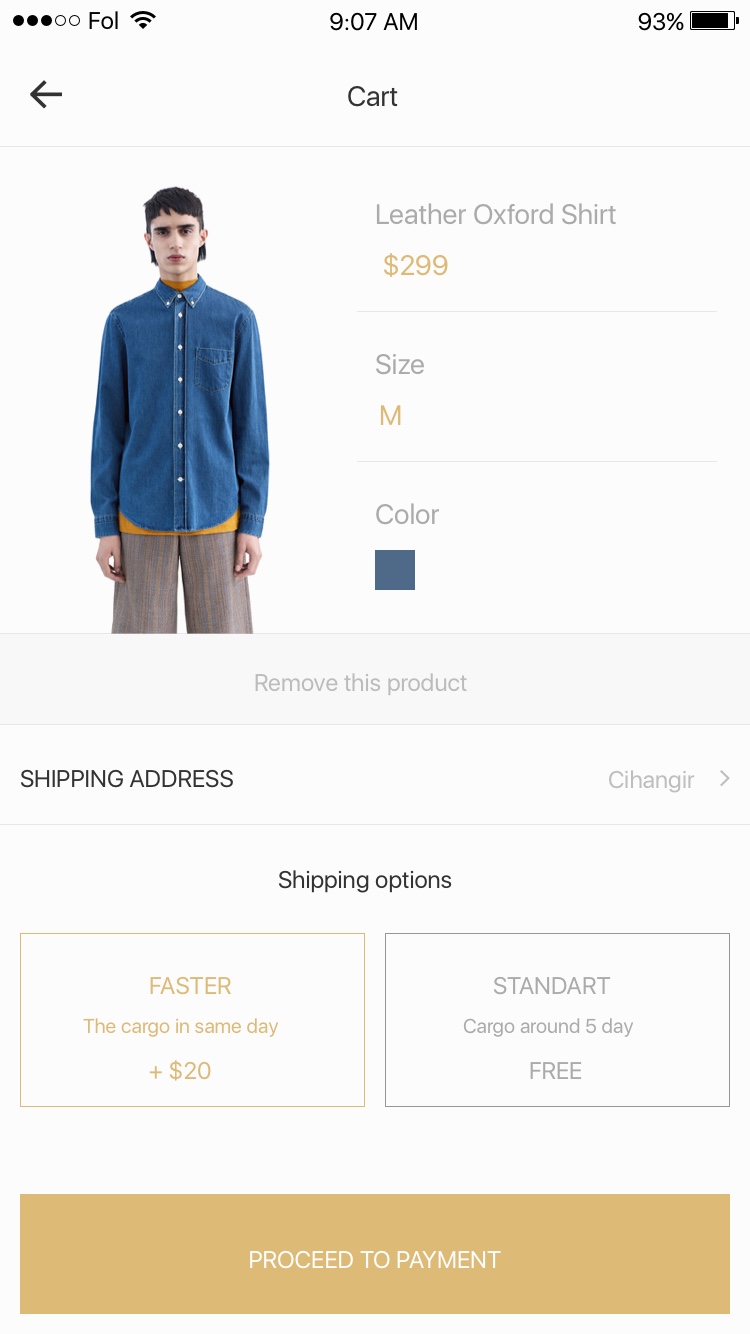 Fol 9:07 AM 93%
Cart
Leather Oxford Shirt
$299
Size
M
Color
Remove this product
SHIPPING ADDRESS Cihangir
Shipping options
FASTER
The cargo in same day
+ $20
STANDART
Cargo around 5 day
FREE
PROCEED TO PAYMENT